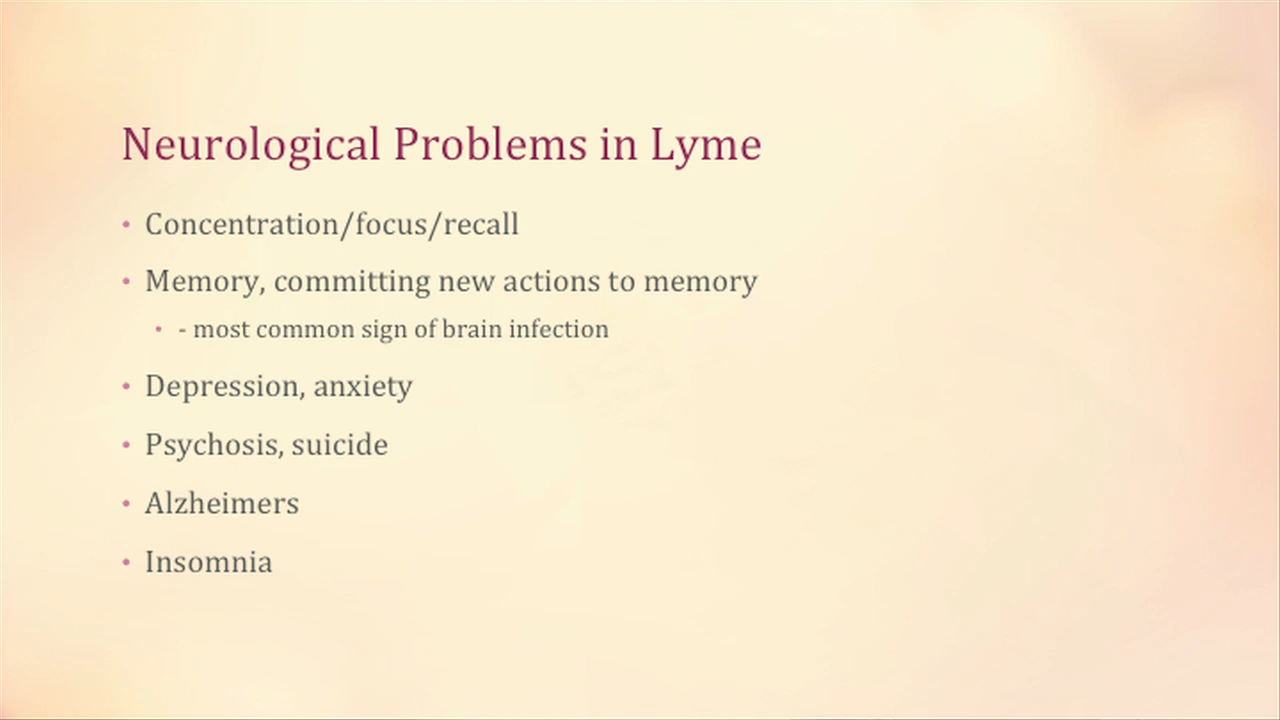 Neurological Problems in Lyme
• Concentration/focus/recall
• Memory, committing new actions to memory
• - most common sign of brain infection
• Depression, anxiety
• Psychosis, suicide
• Alzheimers
• Insomnia